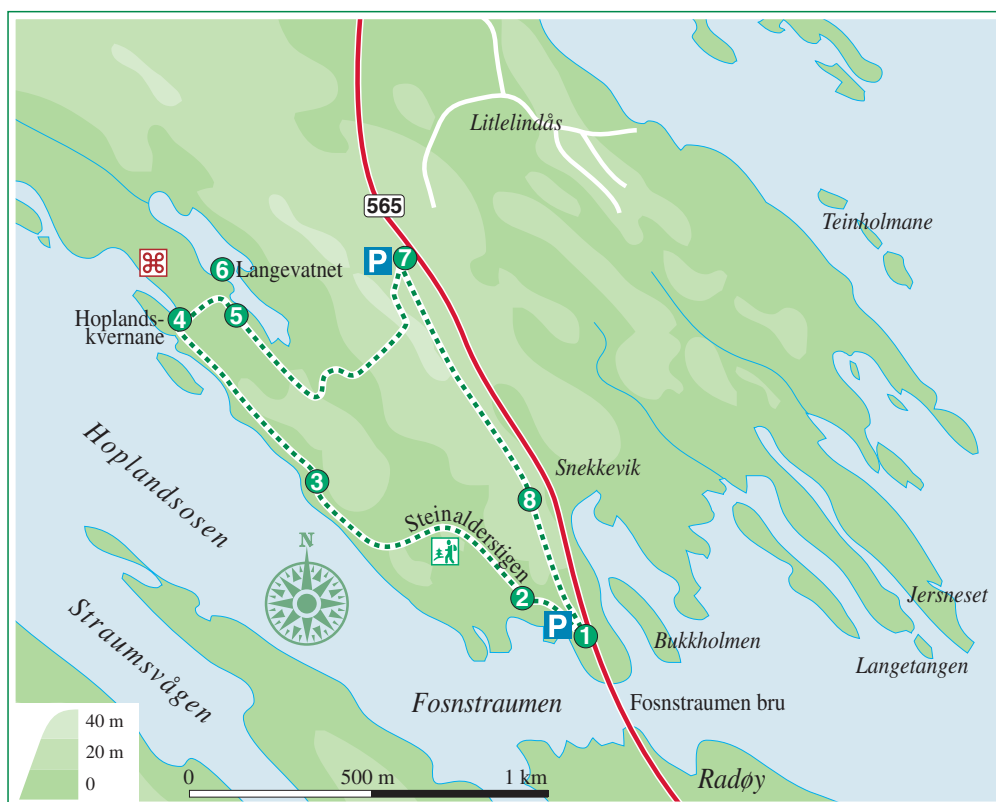 Litlelindås
565
Teinholmane
P
7
6
Langevatnet
5
4
Hoplands-
kvernane
Hoplandsosen
3
Snekkevik
8
Steinalderstigen
N
2
P
1
Straumsvågen
Jersneset
Bukkholmen
Langetangen
Fosnstraumen
Fosnstraumen bru
40 m
20 m
0
0
500 m
1 km
Radøy